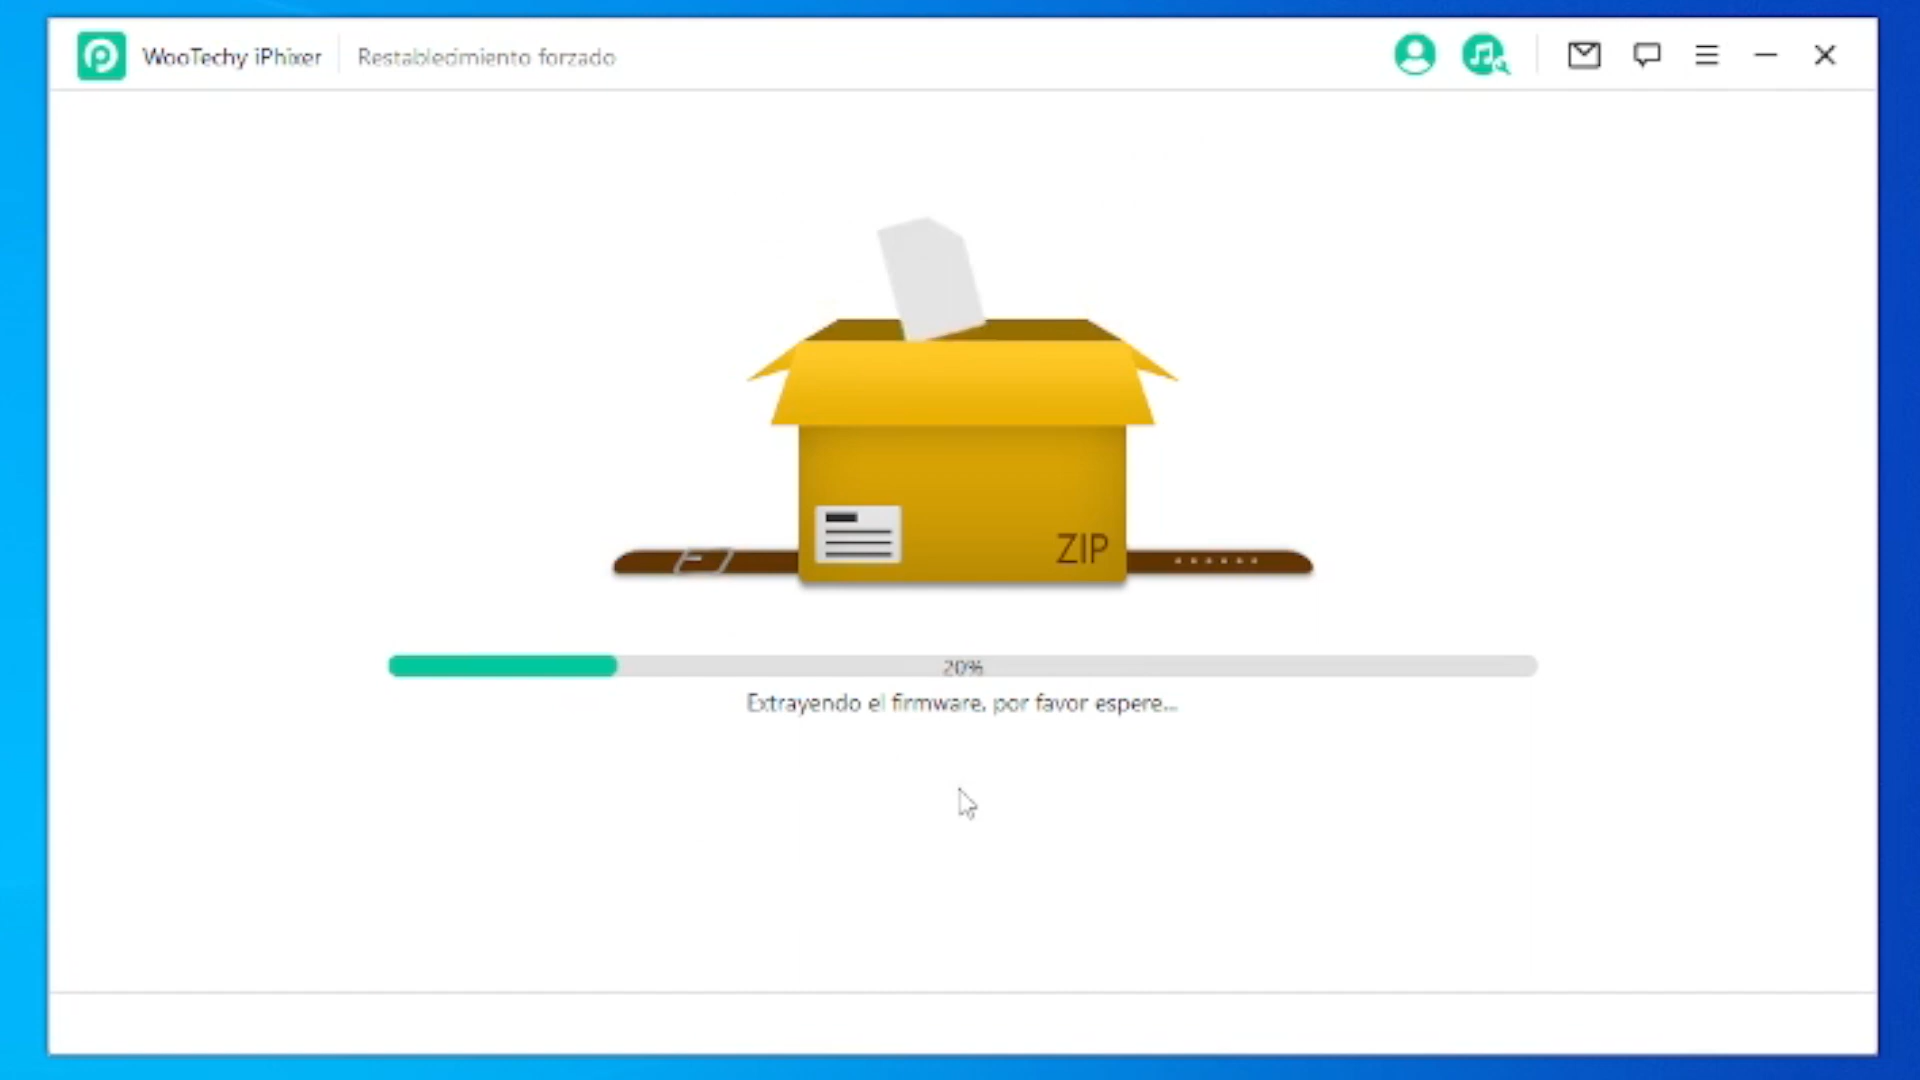 WooTechy iPhixer
Restablecimiento forzado
ZIP
20%
Extrayendo el firmware, por favor espere...